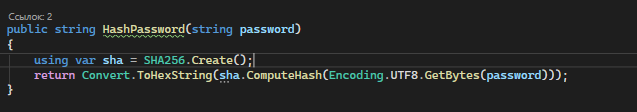 Ссылок: 2
public string HashPassword(string password)
{
using var sha = SHA256.Create();
return Convert.ToHexString(sha.ComputeHash(Encoding.UTF8.GetBytes(password)));
}